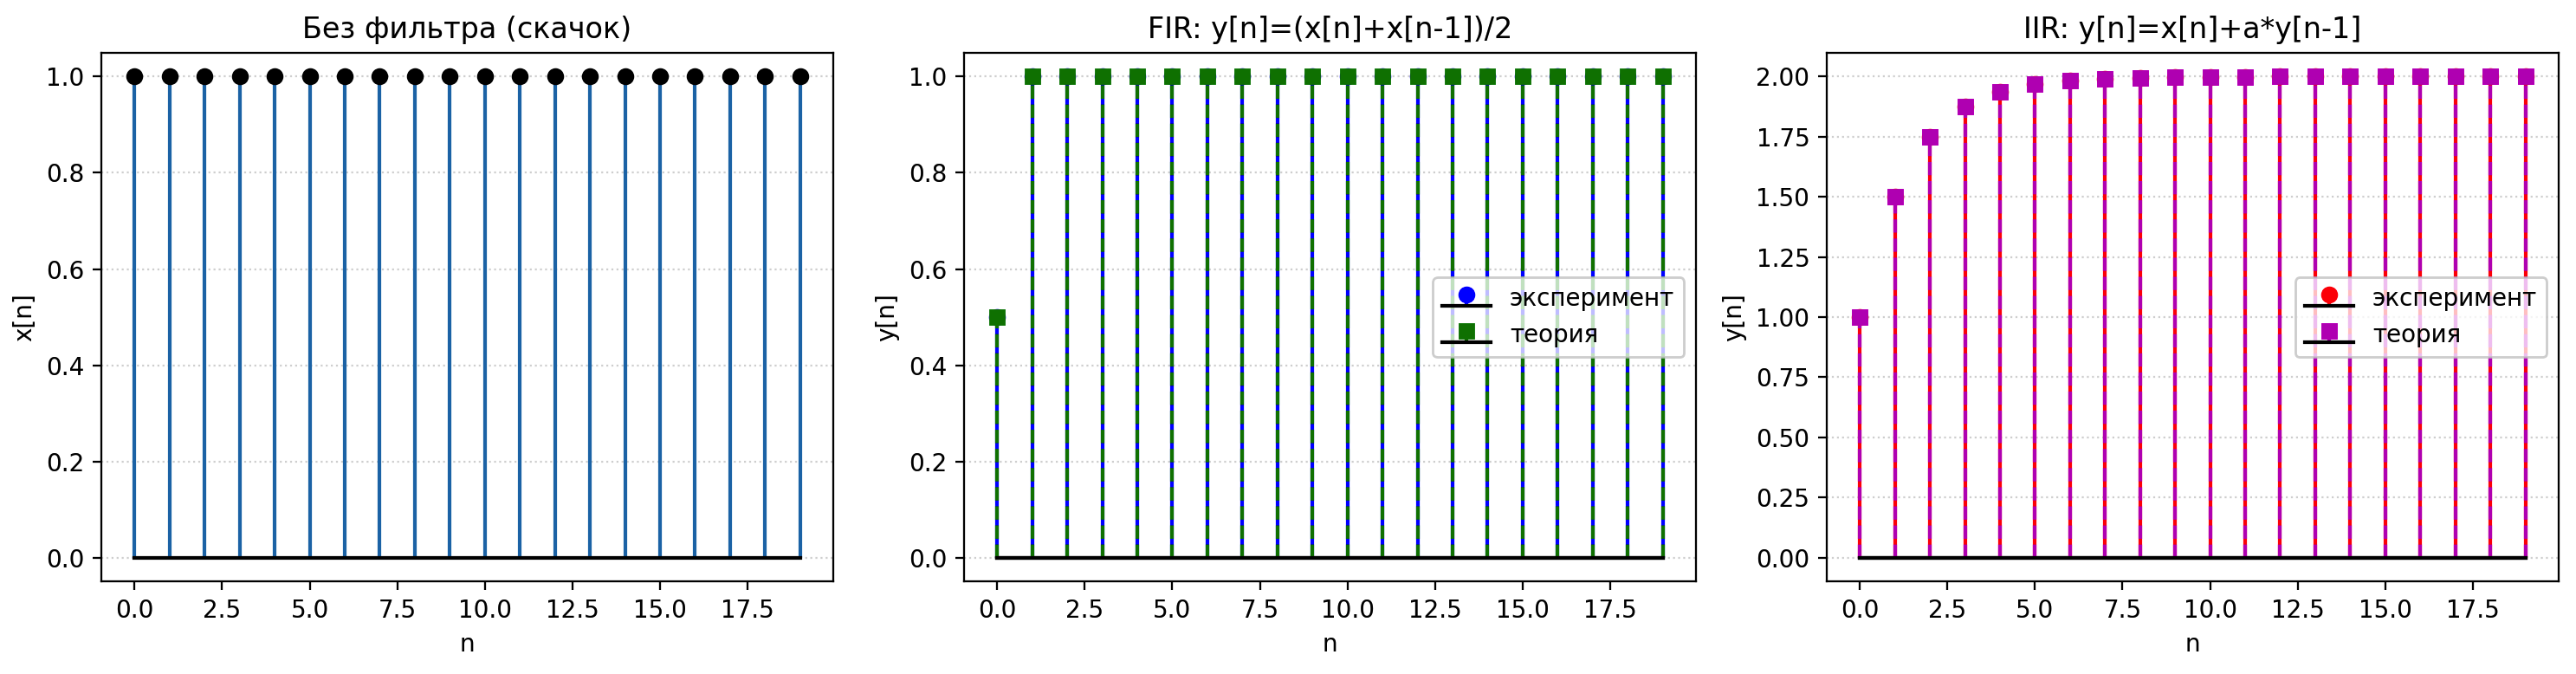 Без фильтра (скачок)
x[n]
1.0
0.8
0.6
0.4
0.2
0.0
0.0 2.5 5.0 7.5 10.0 12.5 15.0 17.5
n
FIR: y[n]=(x[n]+x[n-1])/2
y[n]
1.0
0.8
0.6
0.4
0.2
0.0
эксперимент
теория
0.0 2.5 5.0 7.5 10.0 12.5 15.0 17.5
n
IIR: y[n]=x[n]+a*y[n-1]
y[n]
2.00
1.75
1.50
1.25
1.00
0.75
0.50
0.25
0.00
эксперимент
теория
0.0 2.5 5.0 7.5 10.0 12.5 15.0 17.5
n